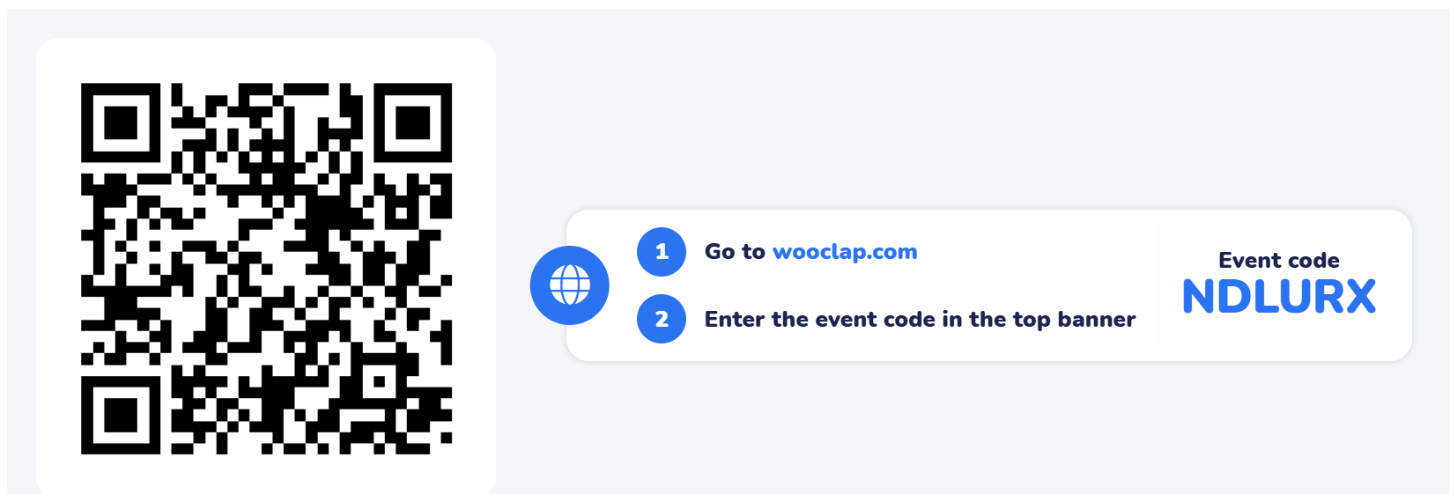 1 Go to wooclap.com
2 Enter the event code in the top banner
Event code
NDLURX